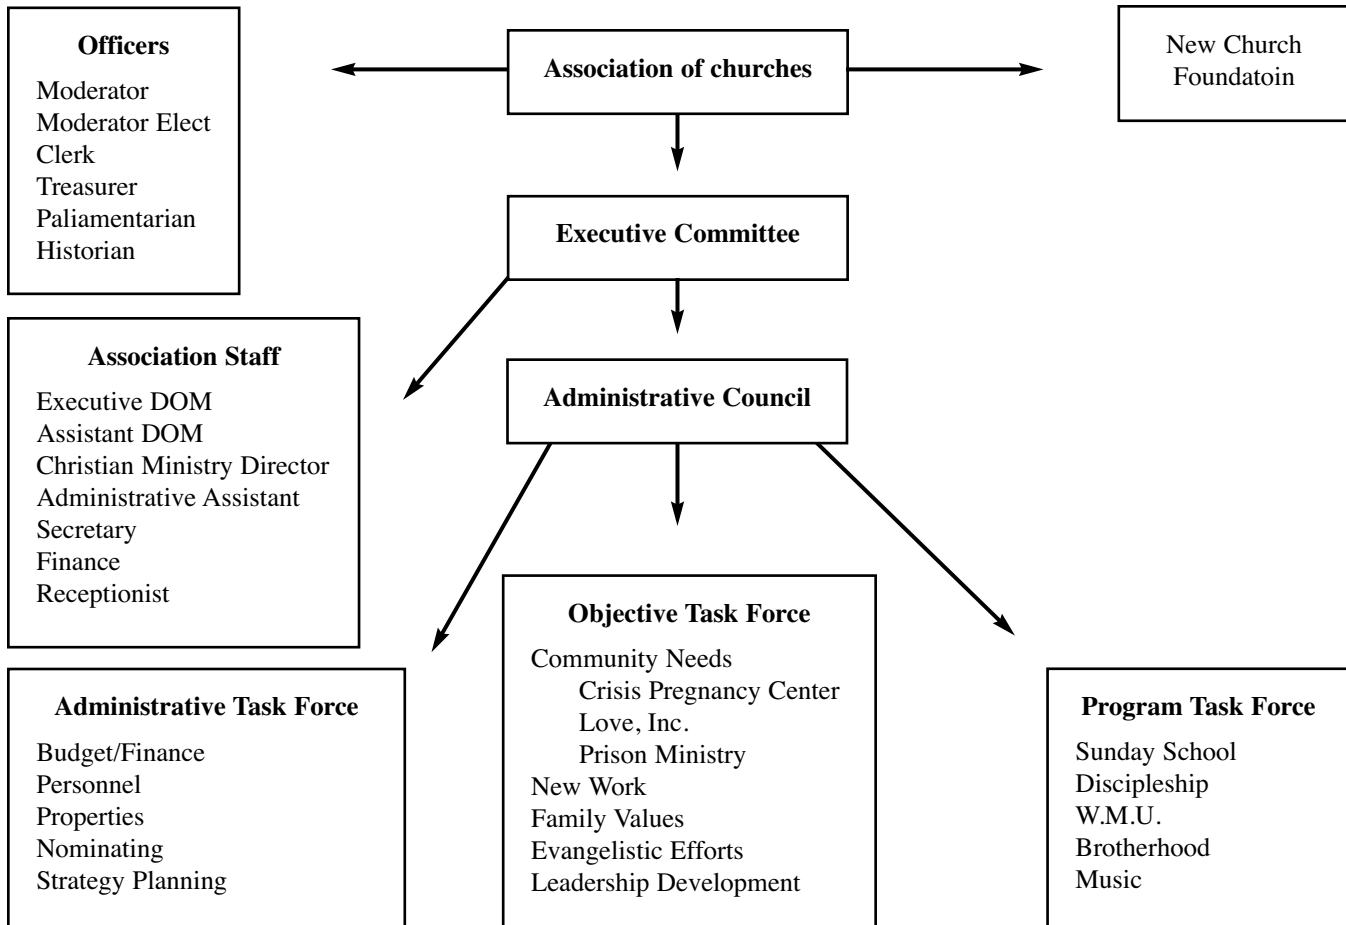 Officers
Moderator
Moderator Elect
Clerk
Treasurer
Paliamentarian
Historian
Association of churches
New Church
Foundatoin
Executive Committee
Association Staff
Executive DOM
Assistant DOM
Christian Ministry Director
Administrative Assistant
Secretary
Finance
Receptionist
Administrative Council
Administrative Task Force
Budget/Finance
Personnel
Properties
Nominating
Strategy Planning
Objective Task Force
Community Needs
Crisis Pregnancy Center
Love, Inc.
Prison Ministry
New Work
Family Values
Evangelistic Efforts
Leadership Development
Program Task Force
Sunday School
Discipleship
W.M.U.
Brotherhood
Music